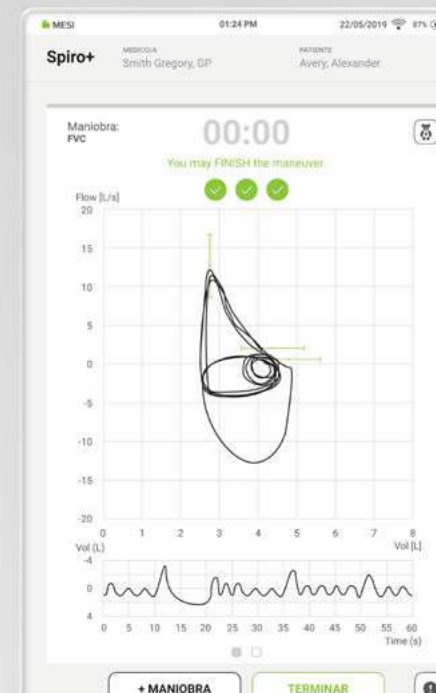 MESI 01:24 PM 22/05/2019 87%
Spiro+ MEDICO/A PATIENTE
Smith Gregory, GP Avery, Alexander
Maniobra:
FVC
00:00
You may FINISH the maneuver.
Flow [L/s]
20
15
10
5
0
-5
-10
-15
-20
0 1 2 3 4 5 6 7 8
Vol [L]
Vol (L)
-4
0
4
0 5 10 15 20 25 30 35 40 45 50 55 60
Time (s)
+ MANIOBRA TERMINAR